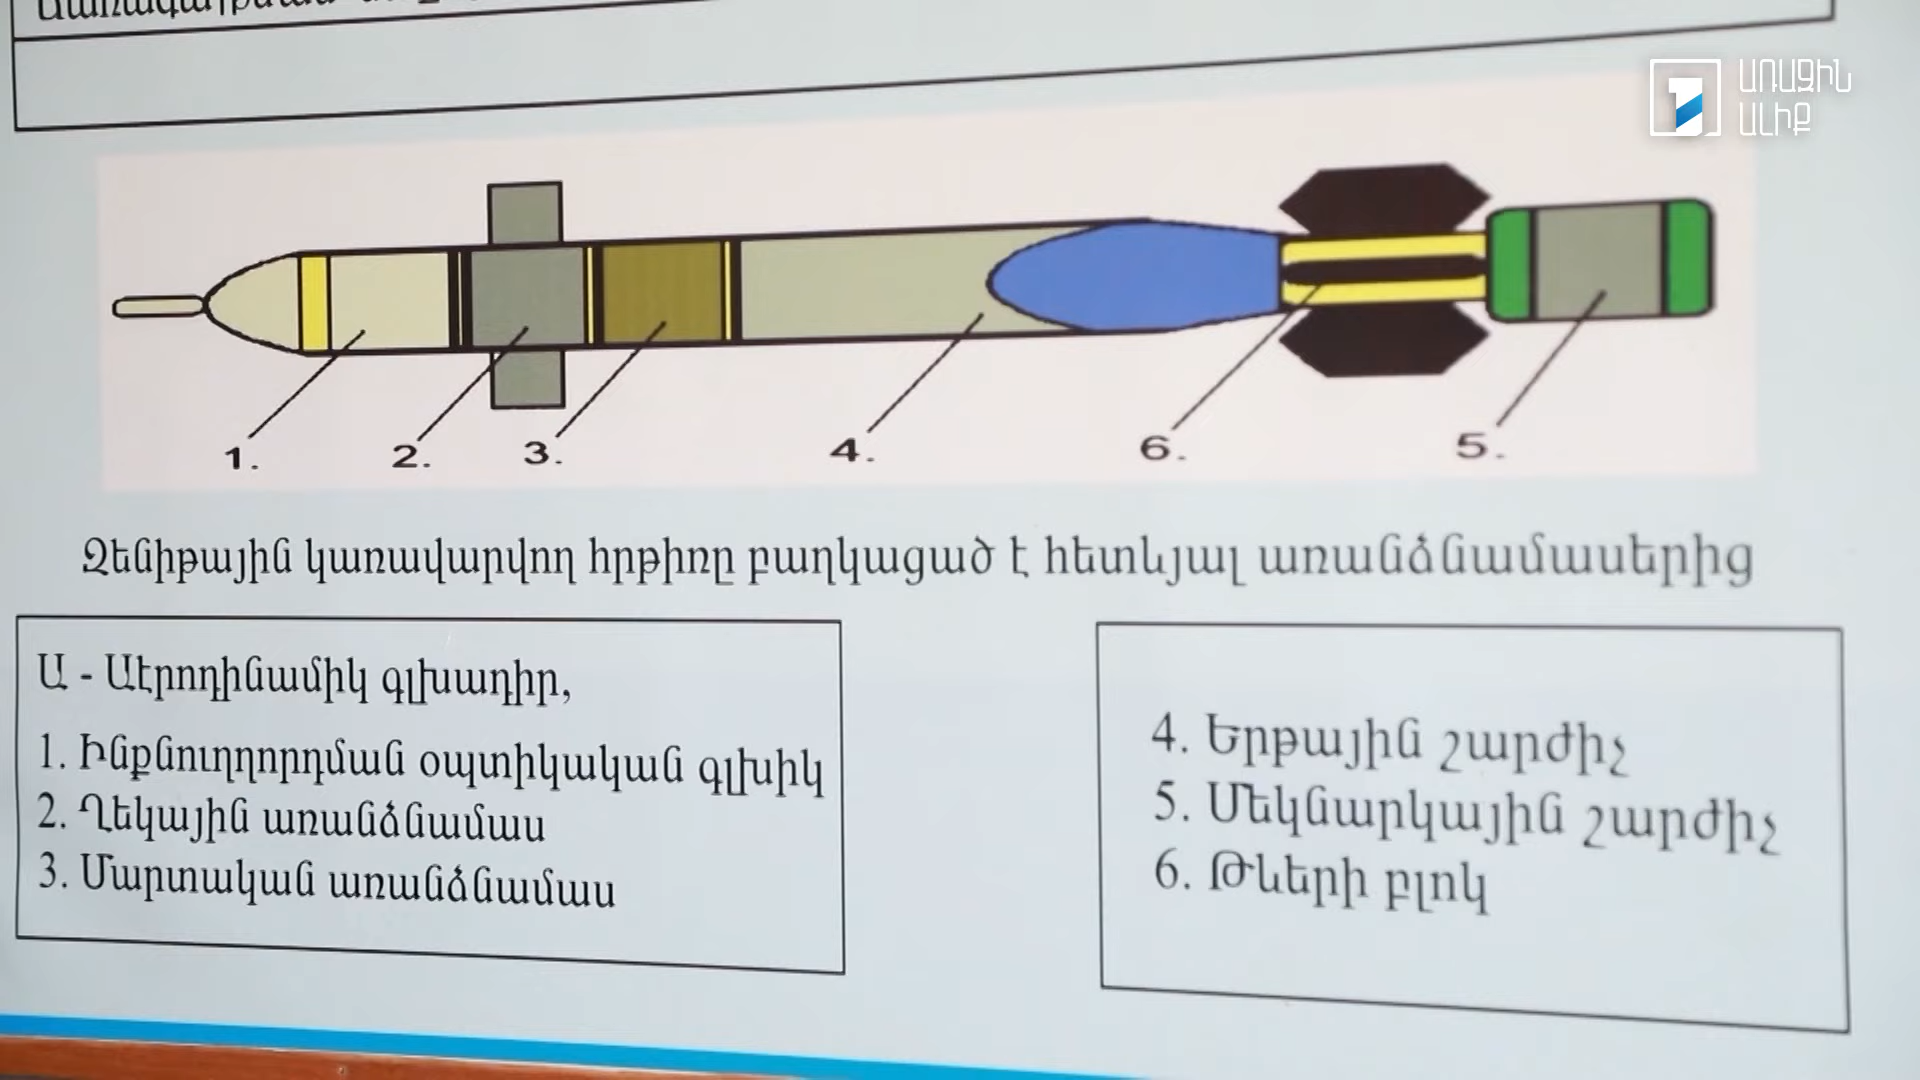 ԱՌԱՋԻՆ
ԱԼԻՔ
1.
2.
3.
4.
6.
5.
Զենիթային կառավարվող հրթիռը բաղկացած է հետևյալ առանձնամասերից
Ա - Աէրոդինամիկ գլխադիր,
1. Ինքնուղղորդման օպտիկական գլխիկ
2. Ղեկային առանձնամաս
3. Մարտական առանձնամաս
4. Երթային շարժիչ
5. Մեկնարկային շարժիչ
6. Թևերի բլոկ